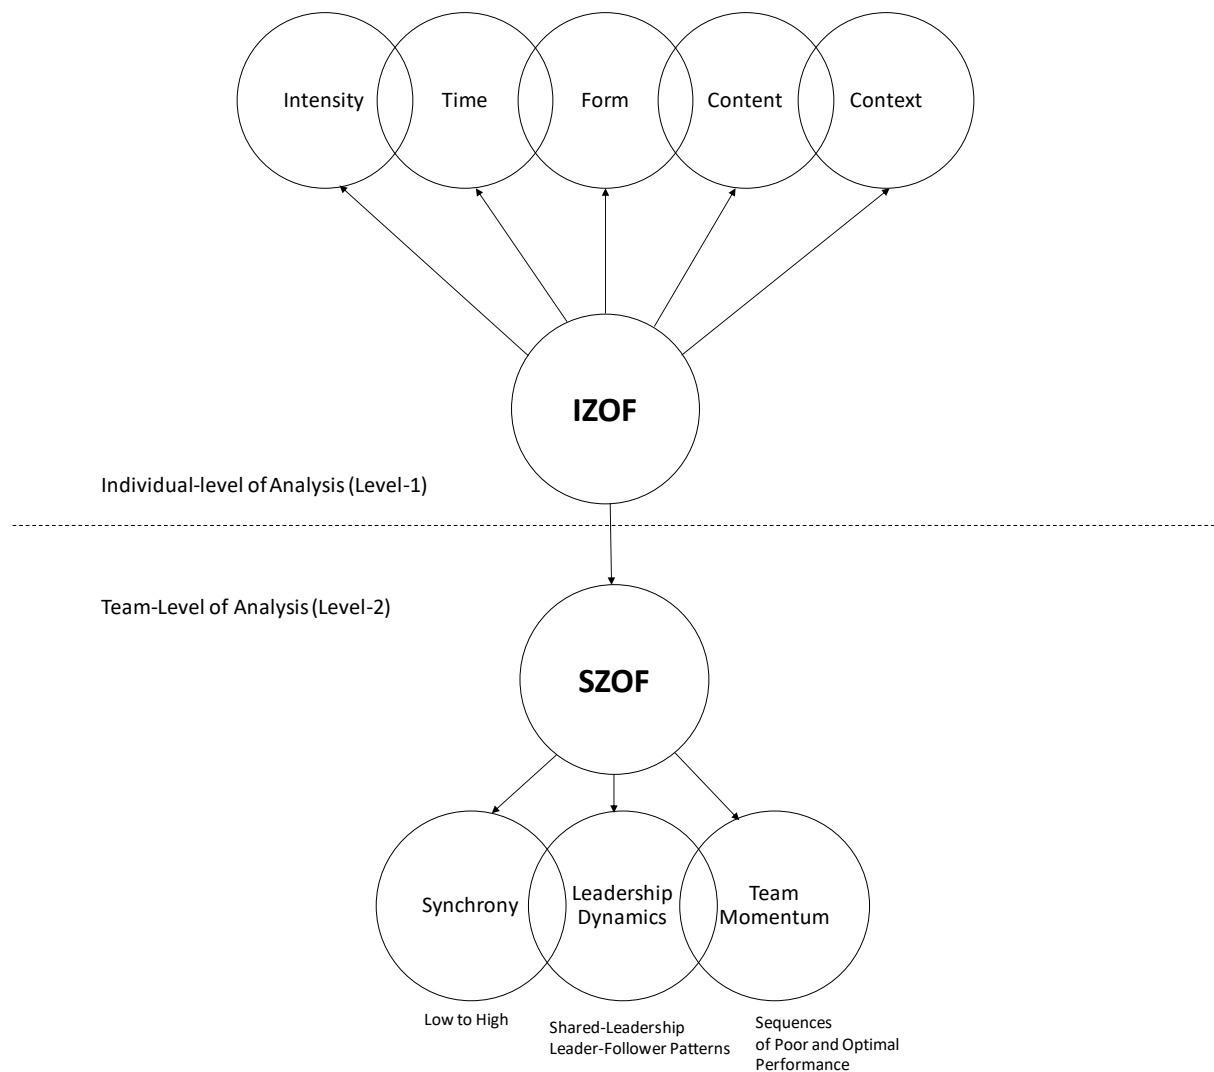 Intensity
Time
Form
Content
Context
IZOF
Individual-level of Analysis (Level-1)
Team-Level of Analysis (Level-2)
SZOF
Synchrony
Leadership
Dynamics
Team
Momentum
Low to High
Shared-Leadership
Leader-Follower Patterns
Sequences
of Poor and Optimal
Performance